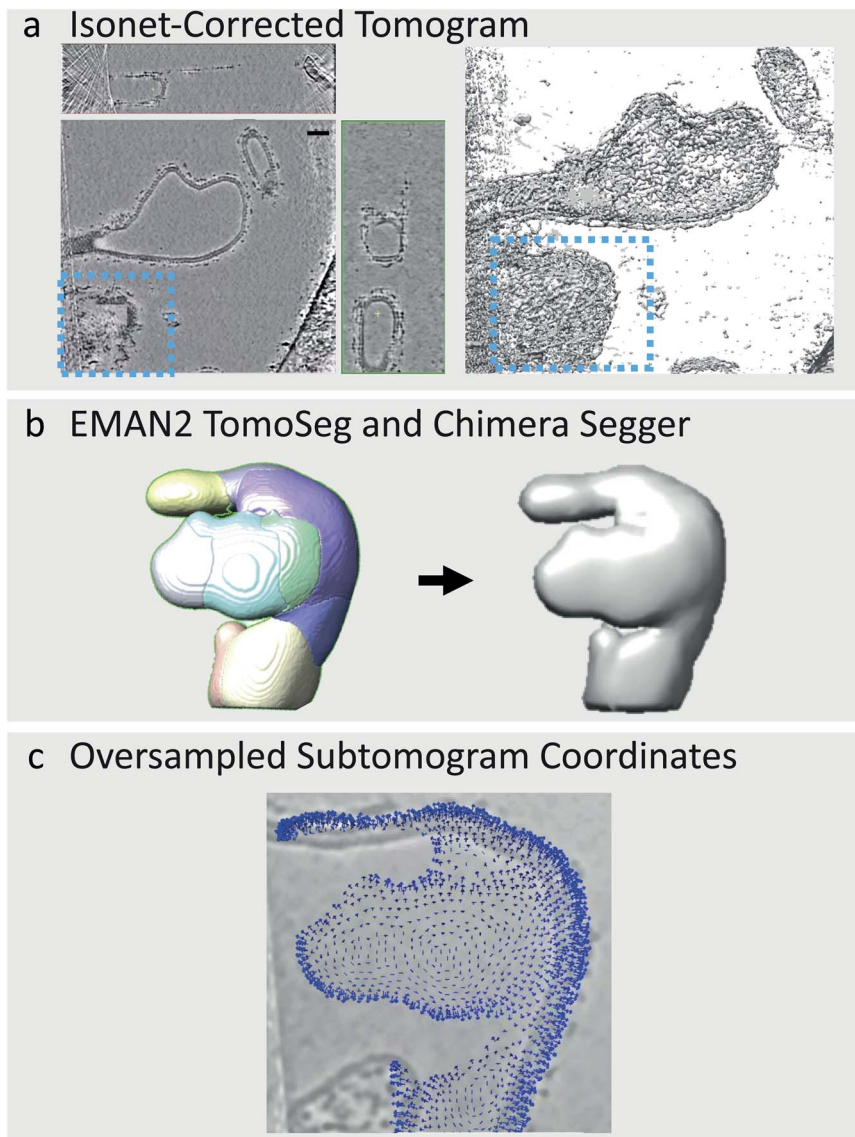 a Isonet-Corrected Tomogram
b EMAN2 TomoSeg and Chimera Segger
c Oversampled Subtomogram Coordinates